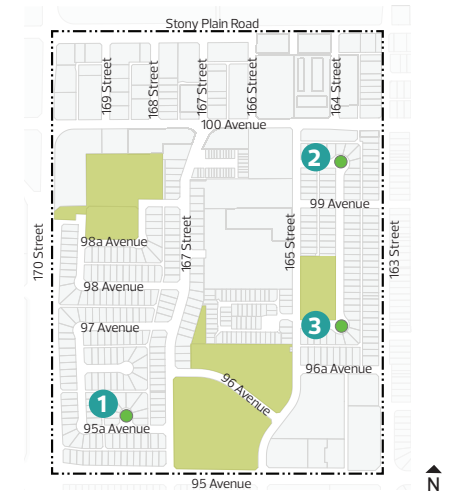 Stony Plain Road
169 Street
168 Street
167 Street
166 Street
164 Street
100 Avenue
2
99 Avenue
170 Street
98a Avenue
167 Street
165 Street
163 Street
98 Avenue
97 Avenue
3
96a Avenue
96 Avenue
1
95a Avenue
95 Avenue
N